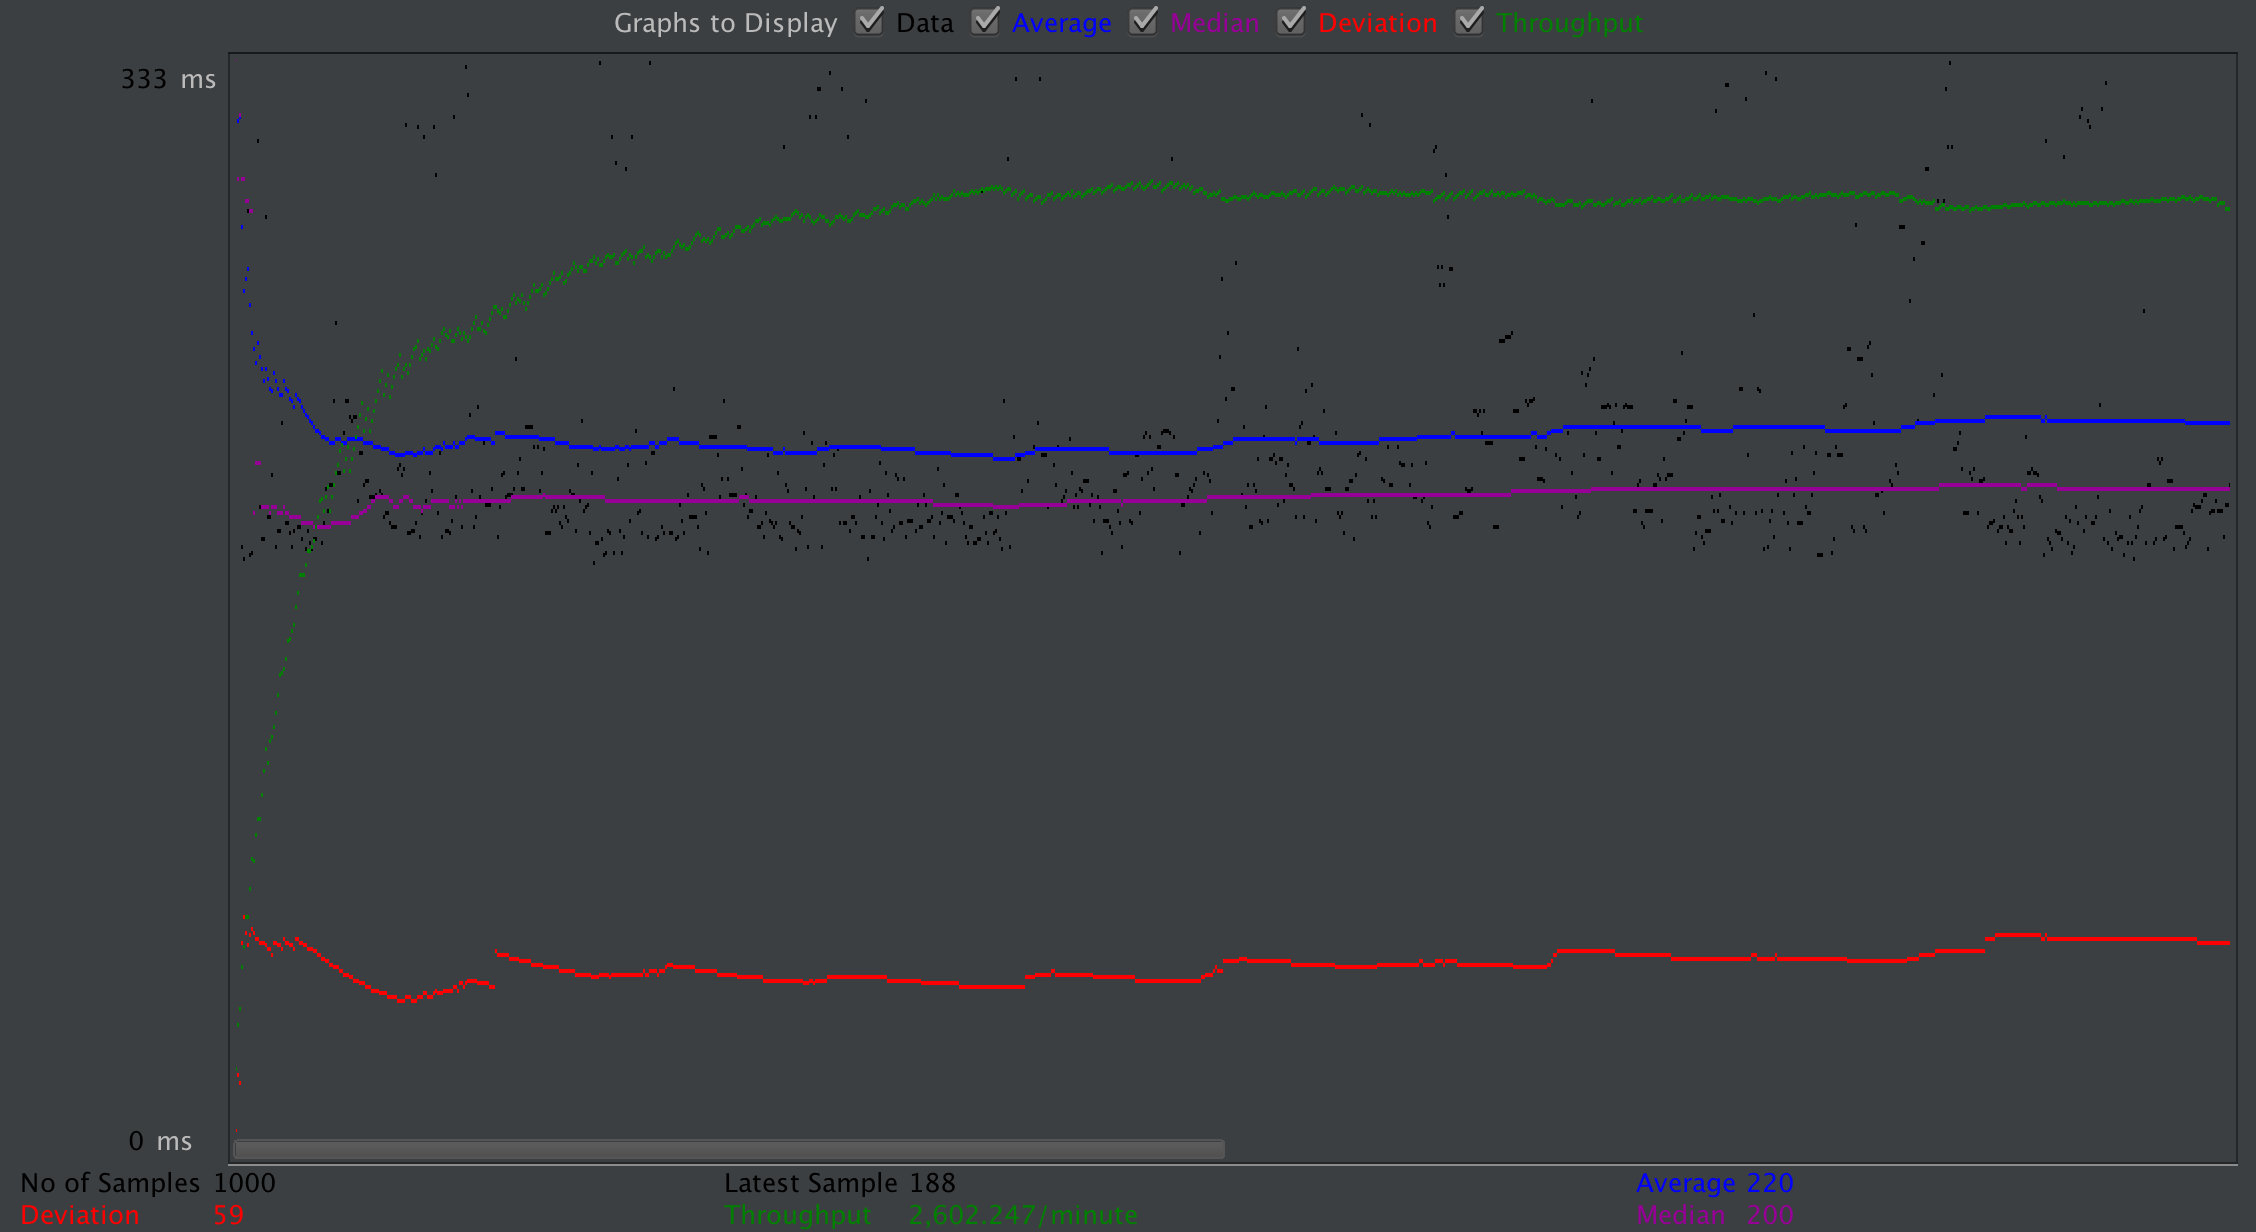 Graphs to Display Data Average Median Deviation Throughput
333 ms
0 ms
No of Samples 1000 Latest Sample 188 Average 220
Deviation 59 Throughput 2,602.247/minute Median 200